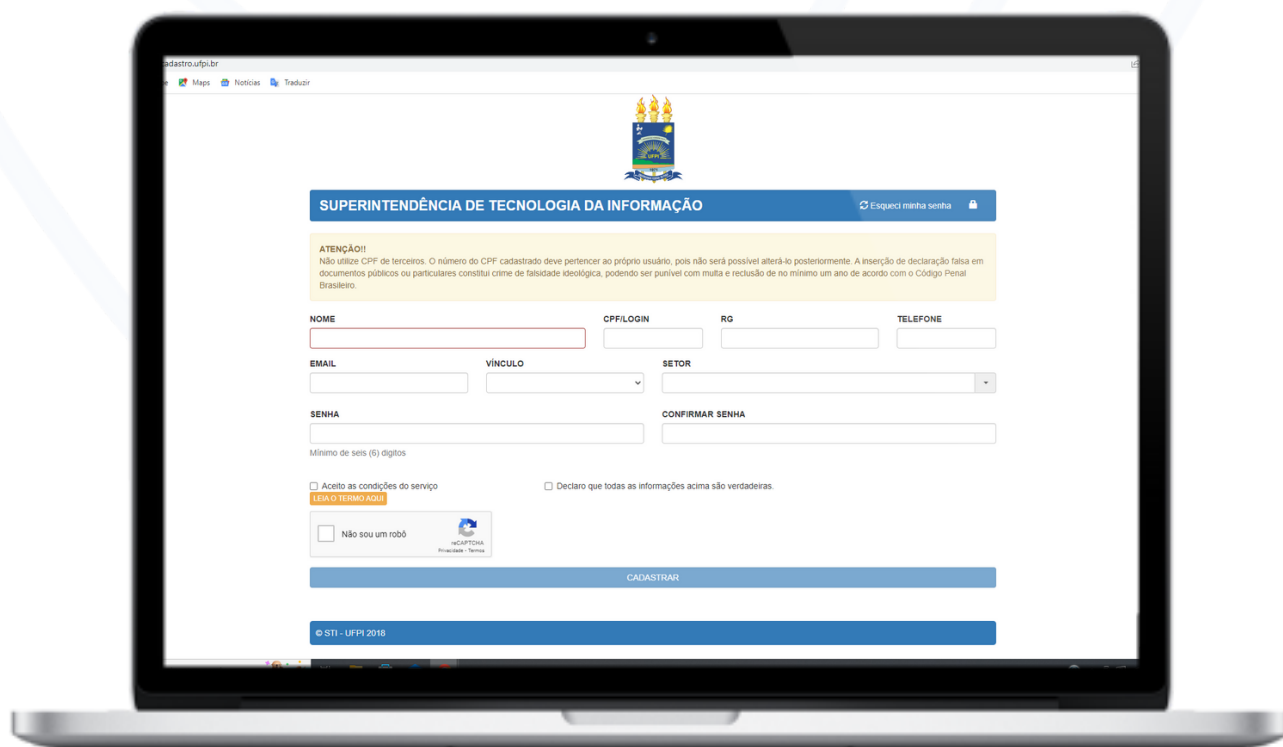 adastro.ufpi.br
Maps Notícias Traduzir
UFPI
SUPERINTENDÊNCIA DE TECNOLOGIA DA INFORMAÇÃO Esqueci minha senha
ATENÇÃO!!
Não utilize CPF de terceiros. O número do CPF cadastrado deve pertencer ao próprio usuário, pois não será possível alterá-lo posteriormente. A inserção de declaração falsa em
documentos públicos ou particulares constitui crime de falsidade ideológica, podendo ser punível com multa e reclusão de no mínimo um ano de acordo com o Código Penal
Brasileiro.
NOME CPF/LOGIN RG TELEFONE
EMAIL VÍNCULO SETOR
SENHA CONFIRMAR SENHA
Mínimo de seis (6) digitos
Aceito as condições do serviço Declaro que todas as informações acima são verdadeiras.
LEIA O TERMO AQUI
Não sou um robô
reCAPTCHA
Privacidade - Termos
CADASTRAR
© STI - UFPI 2018